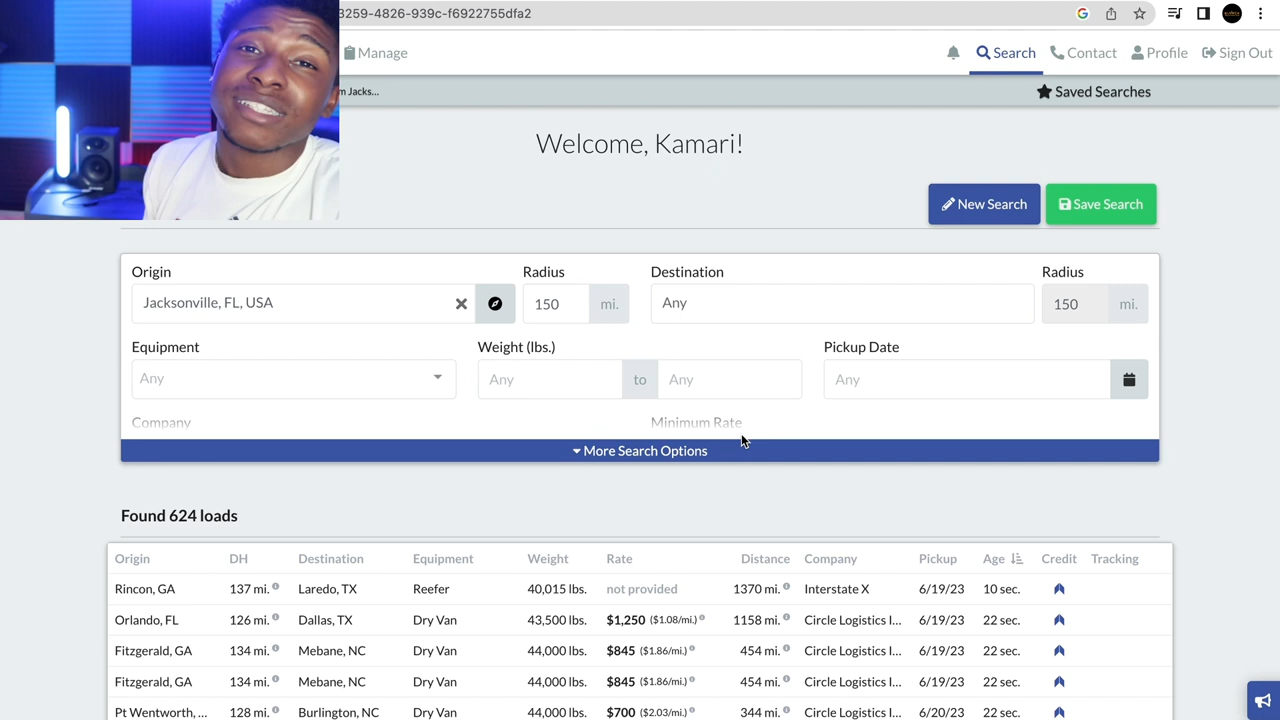 3259-4826-939c-f6922755dfa2
Manage
Search
Contact
Profile
Sign Out
m Jacks...
Saved Searches
Welcome, Kamari!
New Search
Save Search
Origin Radius Destination Radius
Jacksonville, FL, USA 150 mi. Any 150 mi.
Equipment Weight (lbs.) Pickup Date
Any Any to Any Any
Company Minimum Rate
More Search Options
Found 624 loads
Origin DH Destination Equipment Weight Rate Distance Company Pickup Age Credit Tracking
Rincon, GA 137 mi. Laredo, TX Reefer 40,015 lbs. not provided 1370 mi. Interstate X 6/19/23 10 sec.
Orlando, FL 126 mi. Dallas, TX Dry Van 43,500 lbs. $1,250 ($1.08/mi.) 1158 mi. Circle Logistics I... 6/19/23 22 sec.
Fitzgerald, GA 134 mi. Mebane, NC Dry Van 44,000 lbs. $845 ($1.86/mi.) 454 mi. Circle Logistics I... 6/19/23 22 sec.
Fitzgerald, GA 134 mi. Mebane, NC Dry Van 44,000 lbs. $845 ($1.86/mi.) 454 mi. Circle Logistics I... 6/19/23 22 sec.
Pt Wentworth, ... 128 mi. Burlington, NC Dry Van 44,000 lbs. $700 ($2.03/mi.) 344 mi. Circle Logistics I... 6/20/23 22 sec.